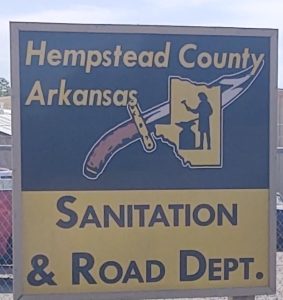 Hempstead County
Arkansas
SANITATION
& ROAD DEPT.